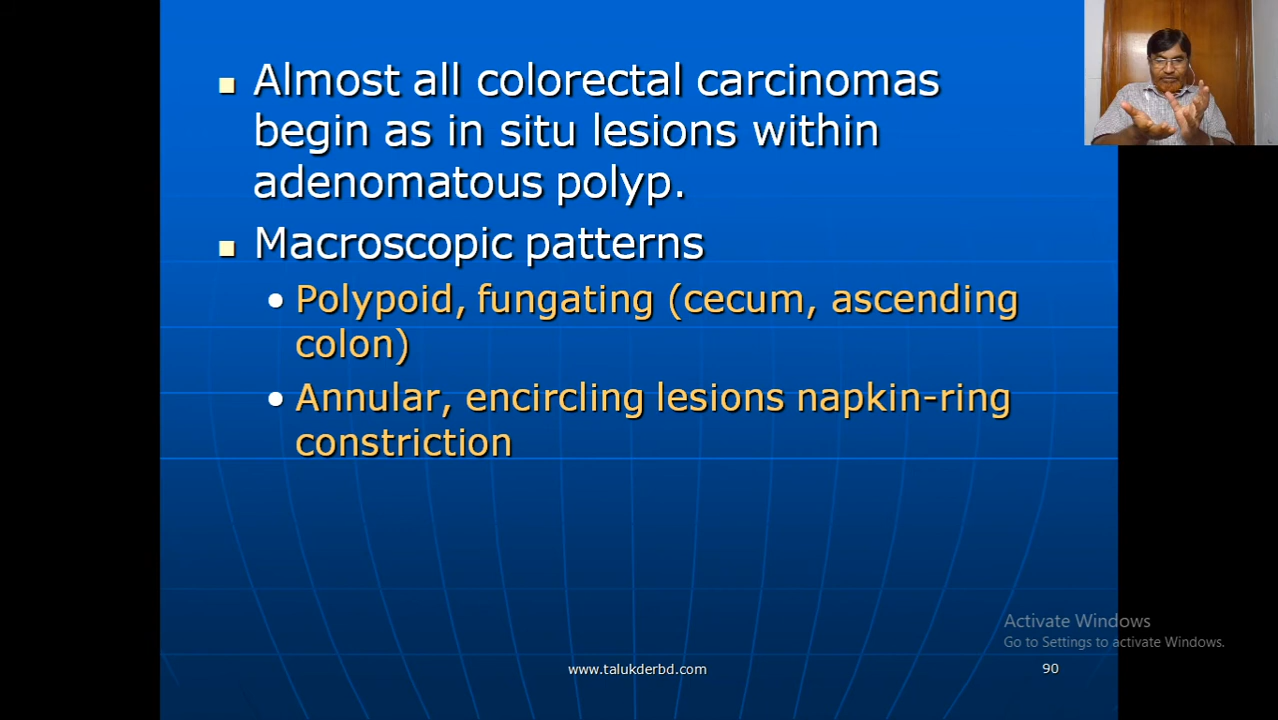 Almost all colorectal carcinomas
begin as in situ lesions within
adenomatous polyp.
Macroscopic patterns
Polypoid, fungating (cecum, ascending
colon)
Annular, encircling lesions napkin-ring
constriction
Activate Windows
Go to Settings to activate Windows.
www.talukderbd.com
90